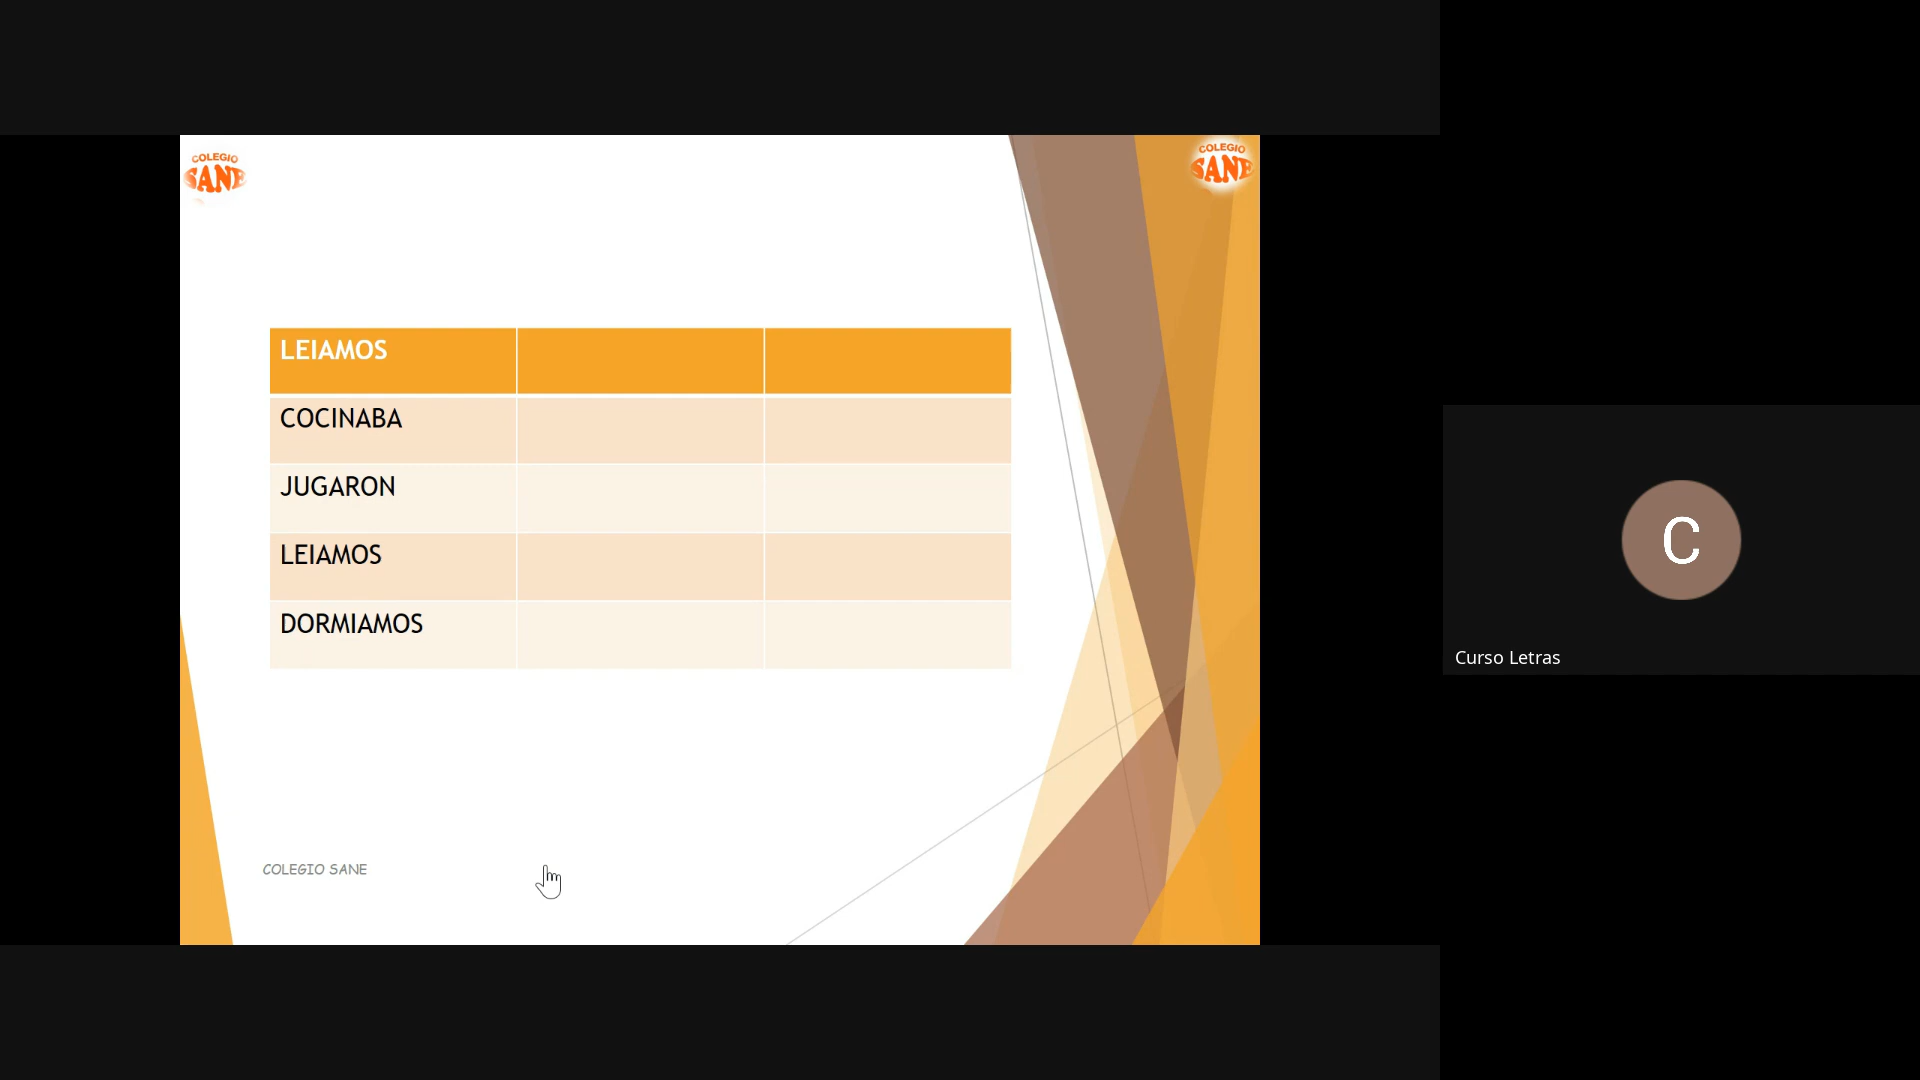 COLEGIO
SANE
COLEGIO
SANE
LEIAMOS
COCINABA
JUGARON
LEIAMOS
DORMIAMOS
COLEGIO SANE
C
Curso Letras